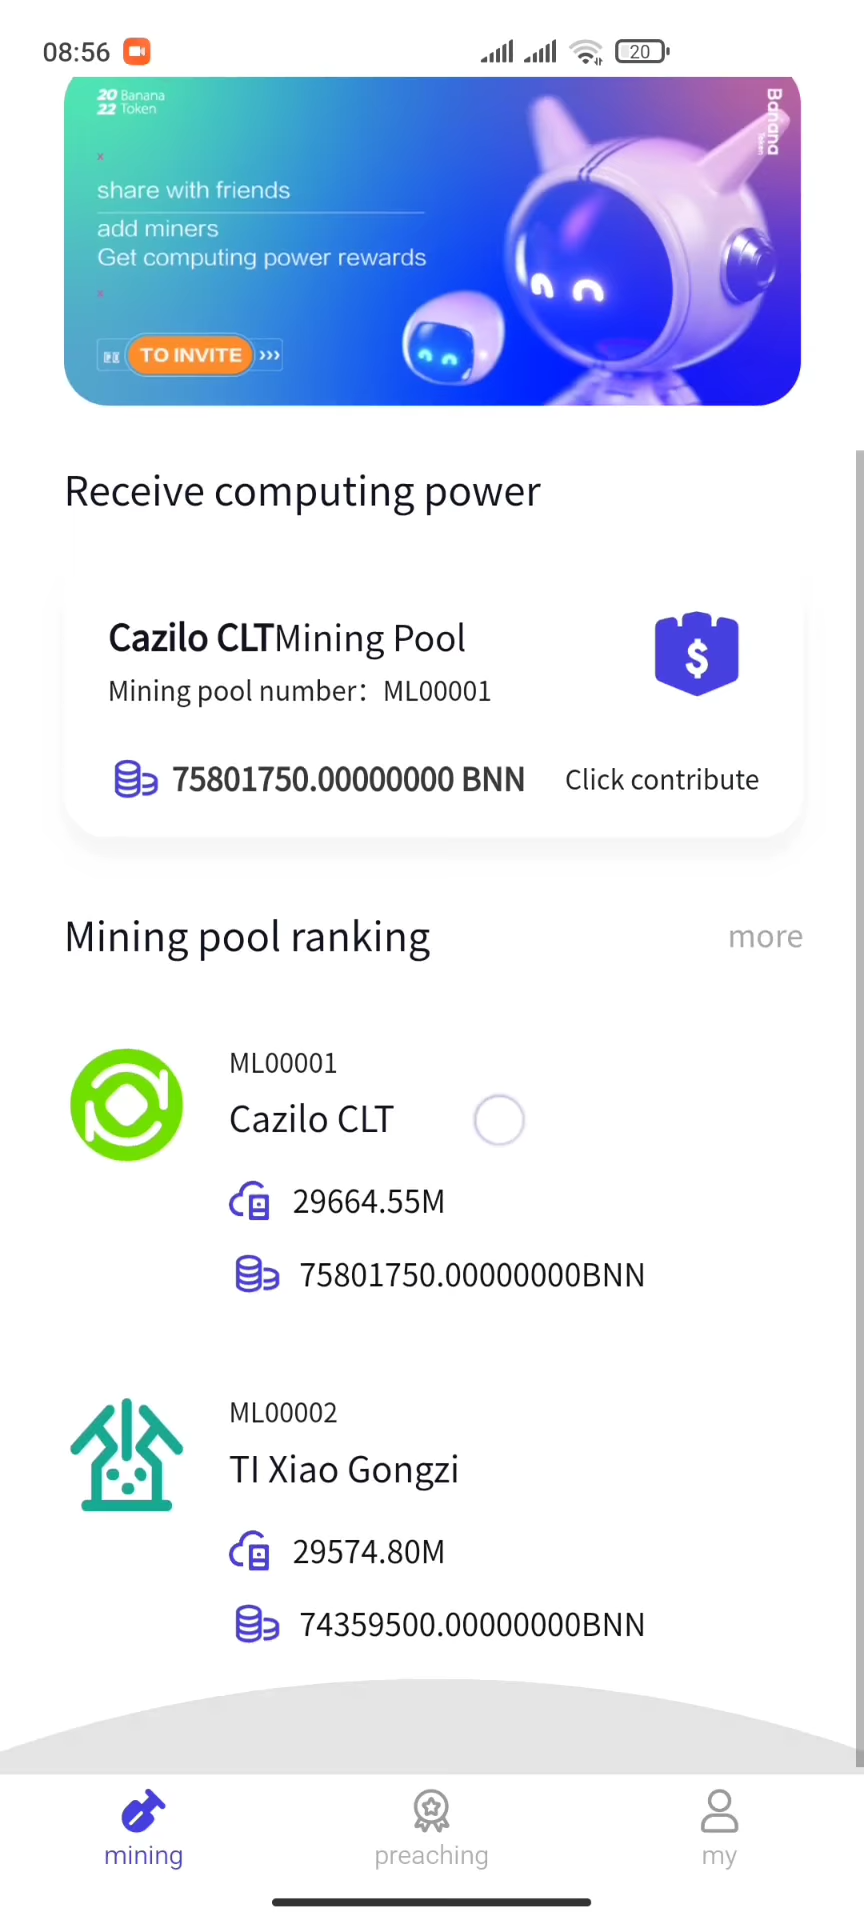 08:56
20
20 Banana
22 Token
Banana
Token
share with friends
add miners
Get computing power rewards
TO INVITE
Receive computing power
Cazilo CLTMining Pool
Mining pool number: ML00001
75801750.00000000 BNN
Click contribute
Mining pool ranking
more
ML00001
Cazilo CLT
29664.55M
75801750.00000000BNN
ML00002
TI Xiao Gongzi
29574.80M
74359500.00000000BNN
mining
preaching
my